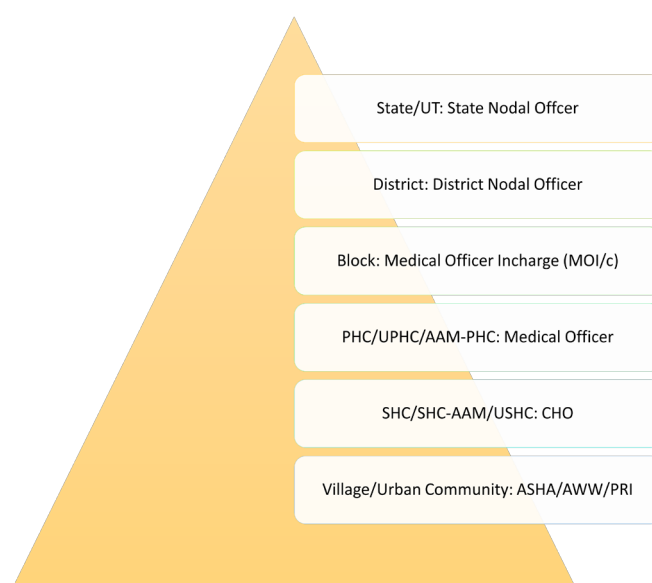 State/UT: State Nodal Offcer
District: District Nodal Officer
Block: Medical Officer Incharge (MOI/c)
PHC/UPHC/AAM-PHC: Medical Officer
SHC/SHC-AAM/USHC: CHO
Village/Urban Community: ASHA/AWW/PRI